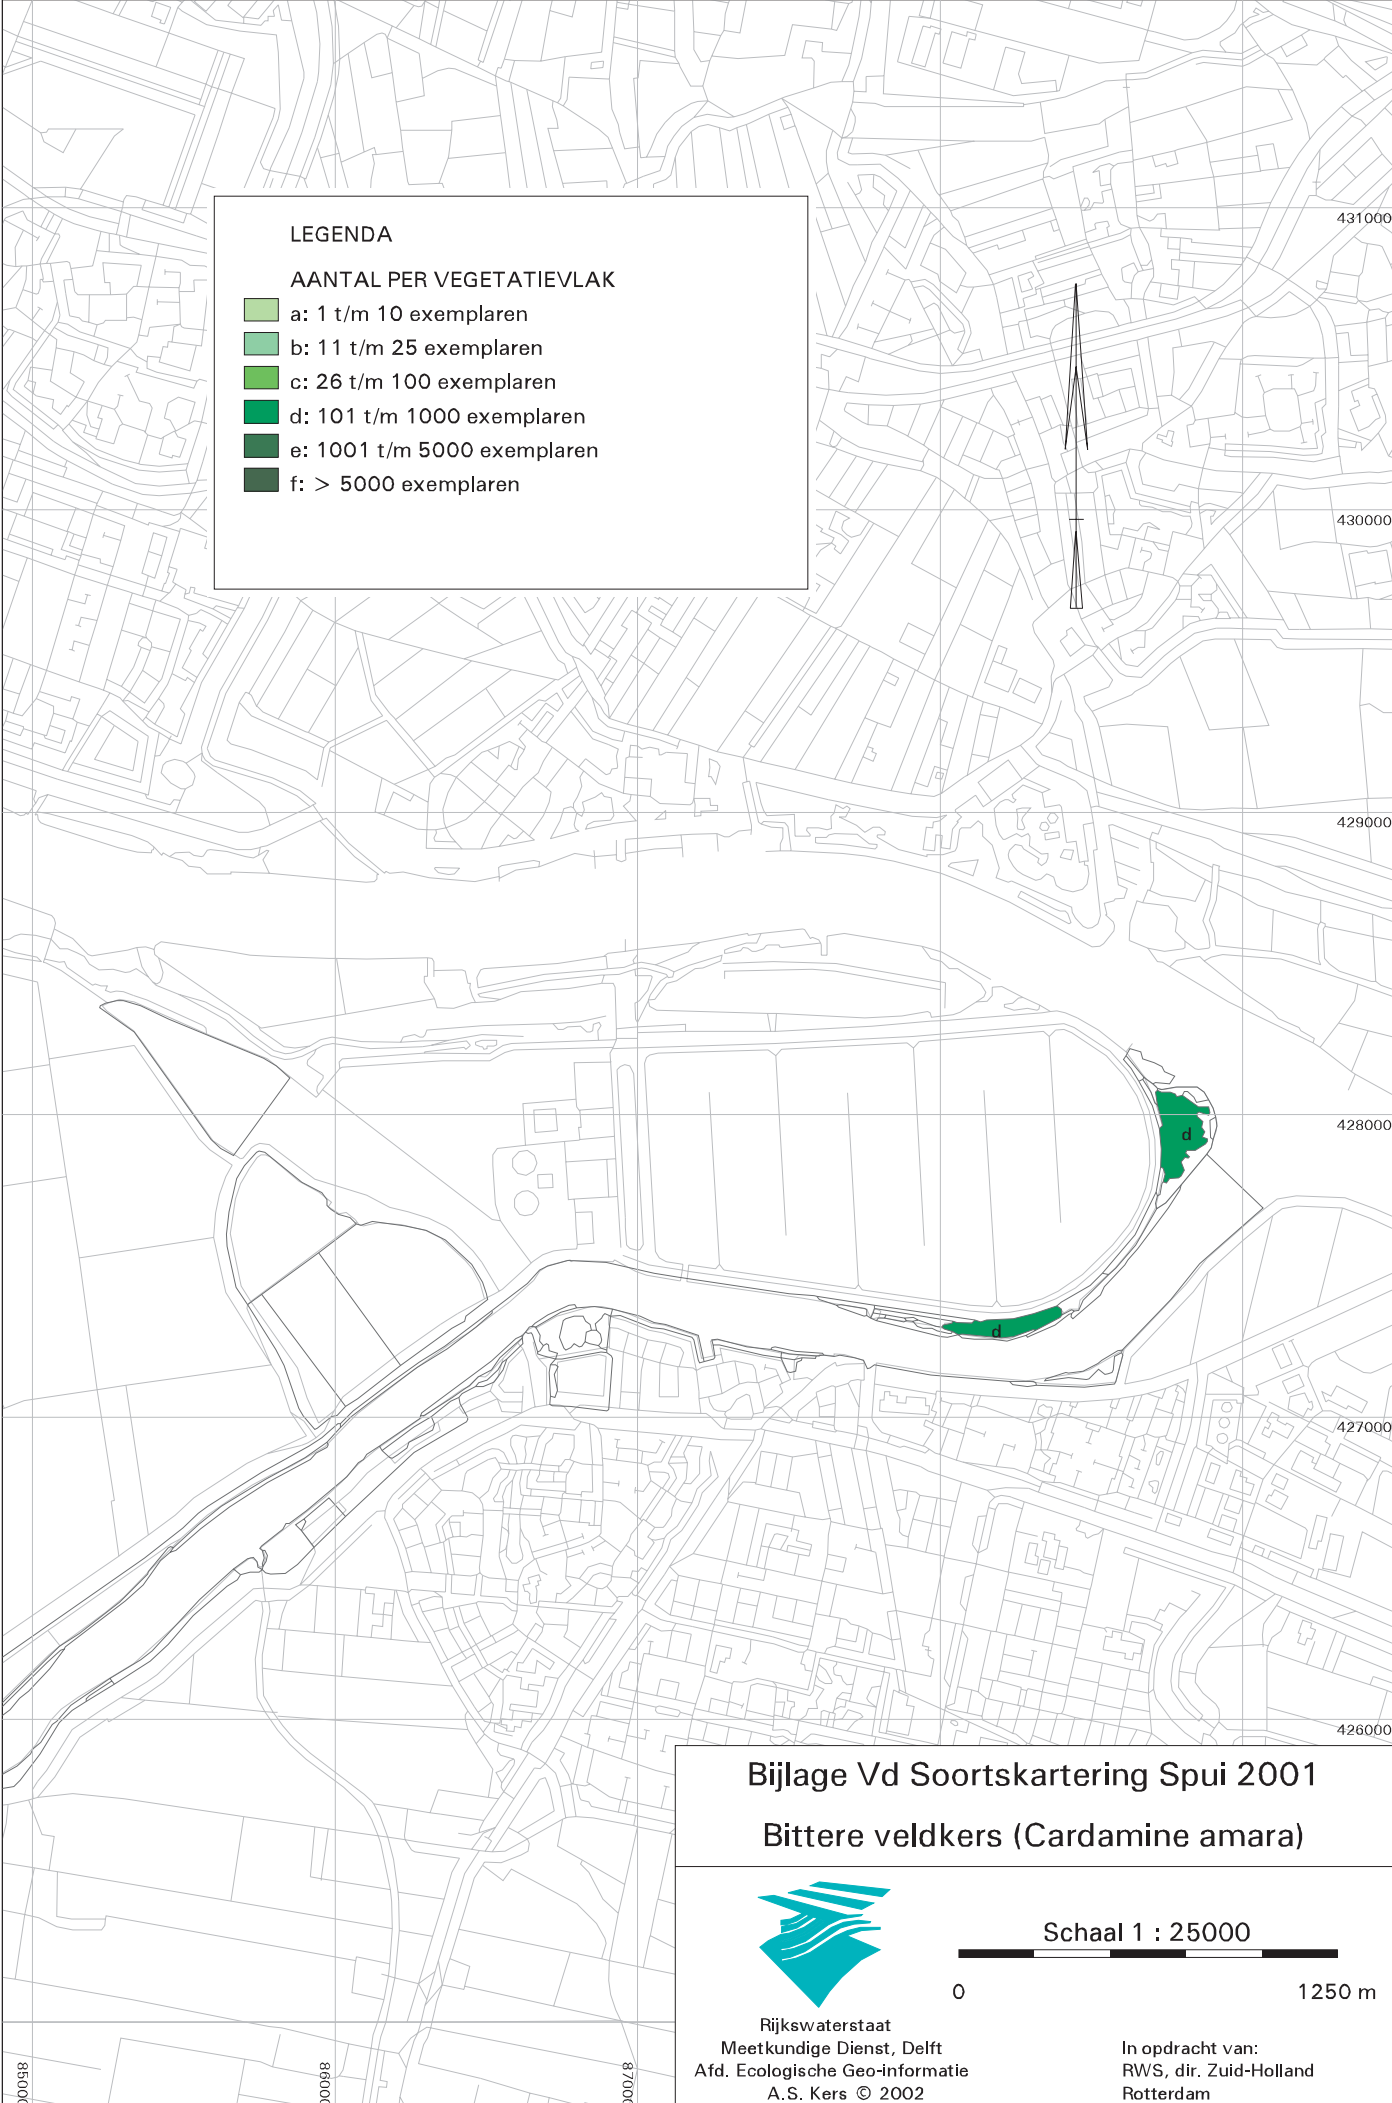 LEGENDA
AANTAL PER VEGETATIEVLAK
a: 1 t/m 10 exemplaren
b: 11 t/m 25 exemplaren
c: 26 t/m 100 exemplaren
d: 101 t/m 1000 exemplaren
e: 1001 t/m 5000 exemplaren
f: > 5000 exemplaren
431000
430000
429000
428000
d
d
427000
426000
Bijlage Vd Soortskartering Spui 2001
Bittere veldkers (Cardamine amara)
Schaal 1 : 25000
0 1250 m
Rijkswaterstaat
Meetkundige Dienst, Delft
Afd. Ecologische Geo-informatie
A.S. Kers © 2002
In opdracht van:
RWS, dir. Zuid-Holland
Rotterdam
85000
86000
87000